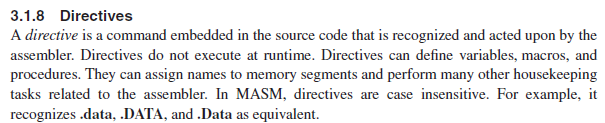 3.1.8 Directives
A directive is a command embedded in the source code that is recognized and acted upon by the
assembler. Directives do not execute at runtime. Directives can define variables, macros, and
procedures. They can assign names to memory segments and perform many other housekeeping
tasks related to the assembler. In MASM, directives are case insensitive. For example, it
recognizes .data, .DATA, and .Data as equivalent.